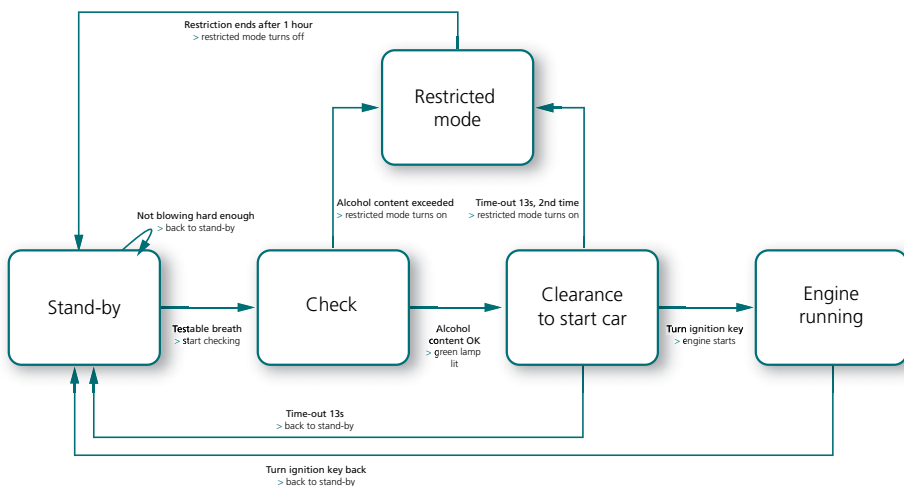 Restriction ends after 1 hour
> restricted mode turns off
Restricted
mode
Alcohol content exceeded
> restricted mode turns on
Time-out 13s, 2nd time
> restricted mode turns on
Not blowing hard enough
> back to stand-by
Stand-by
Check
Clearance
to start car
Engine
running
Testable breath
> start checking
Alcohol
content OK
> green lamp
lit
Turn ignition key
> engine starts
Time-out 13s
> back to stand-by
Turn ignition key back
> back to stand-by